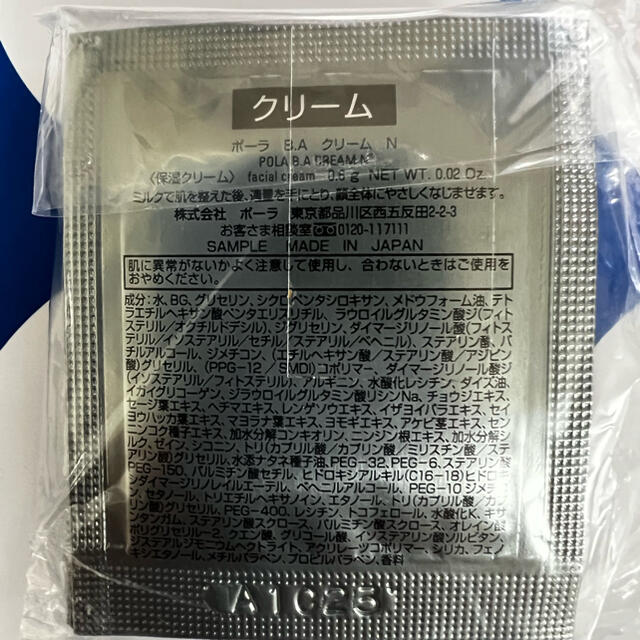 クリーム
ポーラ B.A クリーム N
POLA B.A CREAM N
〈保湿クリーム〉 facial cream 0.6g NET WT. 0.02 Oz.
ミルクで肌を整えた後、適量を手にとり、顔全体にやさしくなじませます。
株式会社 ポーラ 東京都品川区西五反田2-2-3
お客さま相談室 0120-117111
SAMPLE MADE IN JAPAN
肌に異常がないかよく注意して使用し、合わないときはご使用を
おやめください。
成分:水、BG、グリセリン、シクロペンタシロキサン、メドウフォーム油、テト
ラエチルヘキサン酸ペンタエリスリチル、ラウロイルグルタミン酸ジ(フィト
ステリル/オクチルドデシル)、ジグリセリン、ダイマージリノール酸(フィトス
テリル/イソステアリル/セチル/ステアリル/ベヘニル)、ステアリン酸、バ
チルアルコール、ジメチコン、(エチルヘキサン酸/ステアリン酸/アジピン
酸)グリセリル、(PPG-12/SMDI)コポリマー、ダイマージリノール酸ジ
(イソステアリル/フィトステリル)、アルギニン、水酸化レシチン、ダイズ油、
イガイグリコーゲン、ジラウロイルグルタミン酸リシンNa、チョウジエキス、
セージ葉エキス、ヘチマエキス、レンゲソウエキス、イザヨイバラエキス、セイ
ヨウハッカ葉エキス、マヨラナ葉エキス、ヨモギエキス、アケビ茎エキス、セン
ニンコク種子エキス、加水分解コンキオリン、ニンジン根エキス、加水分解シ
ルク、ゼイン、シコニン、トリ(カプリル酸/カプリン酸/ミリスチン酸/ステ
アリン酸)グリセリル、水添ナタネ種子油、PEG-32、PEG-6、ステアリン酸
PEG-150、パルミチン酸セチル、ヒドロキシアルキル(C16-18)ヒドロキ
シダイマージリノレイルエーテル、ベヘニルアルコール、PEG-10ジメチコ
ン、セタノール、トリエチルヘキサノイン、エタノール、トリ(カプリル酸/カプ
リン酸)グリセリル、PEG-400、レシチン、トコフェロール、水酸化K、キサ
ンタンガム、ステアリン酸スクロース、パルミチン酸スクロース、オレイン酸
ポリグリセリル-2、クエン酸、グリコール酸、イソステアリン酸ソルビタン、
ジステアルジモニウムヘクトライト、アクリレーツコポリマー、シリカ、フェノ
キシエタノール、メチルパラベン、プロピルパラベン、香料
A1025